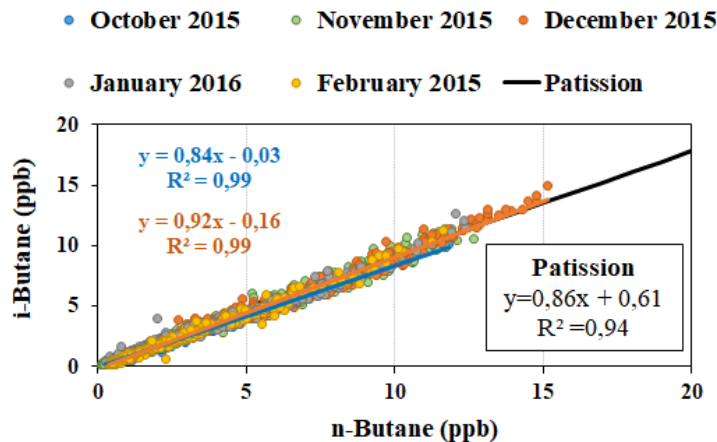 October 2015 November 2015 December 2015
January 2016 February 2015 Patission
20
15
10
5
0
i-Butane (ppb)
y = 0,84x - 0,03
R² = 0,99
y = 0,92x - 0,16
R² = 0,99
Patission
y=0,86x + 0,61
R² =0,94
0 5 10 15 20
n-Butane (ppb)